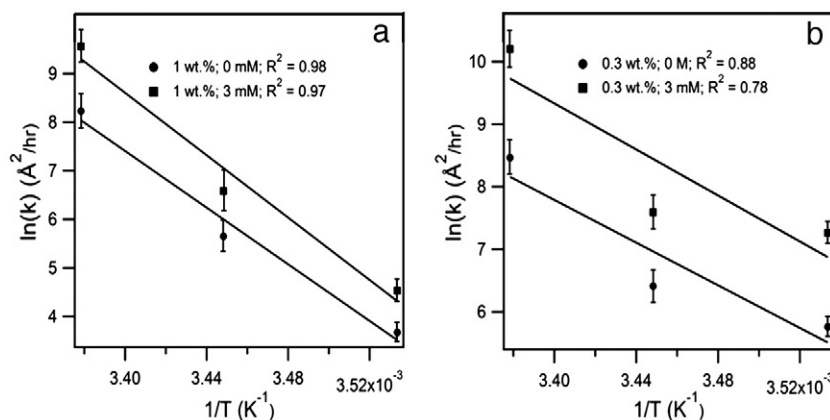 a
1 wt.%; 0 mM; R² = 0.98
1 wt.%; 3 mM; R² = 0.97
9
8
7
6
5
4
ln(k) (Å²/hr)
3.40
3.44
3.48
3.52x10⁻³
1/T (K⁻¹)
b
0.3 wt.%; 0 M; R² = 0.88
0.3 wt.%; 3 mM; R² = 0.78
10
9
8
7
6
ln(k) (Å²/hr)
3.40
3.44
3.48
3.52x10⁻³
1/T (K⁻¹)